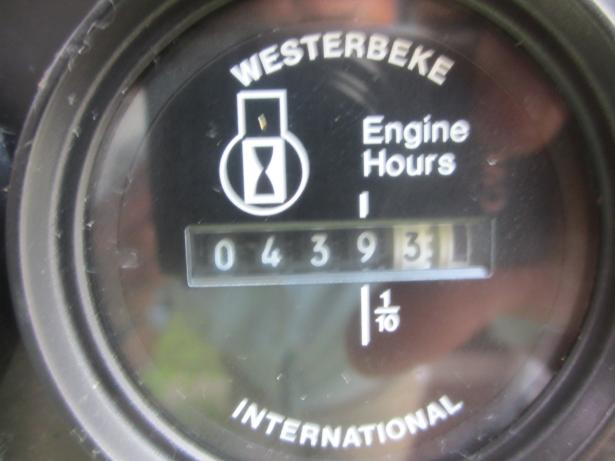 WESTERBEKE
Engine
Hours
0 4 3 9 3
1/10
INTERNATIONAL